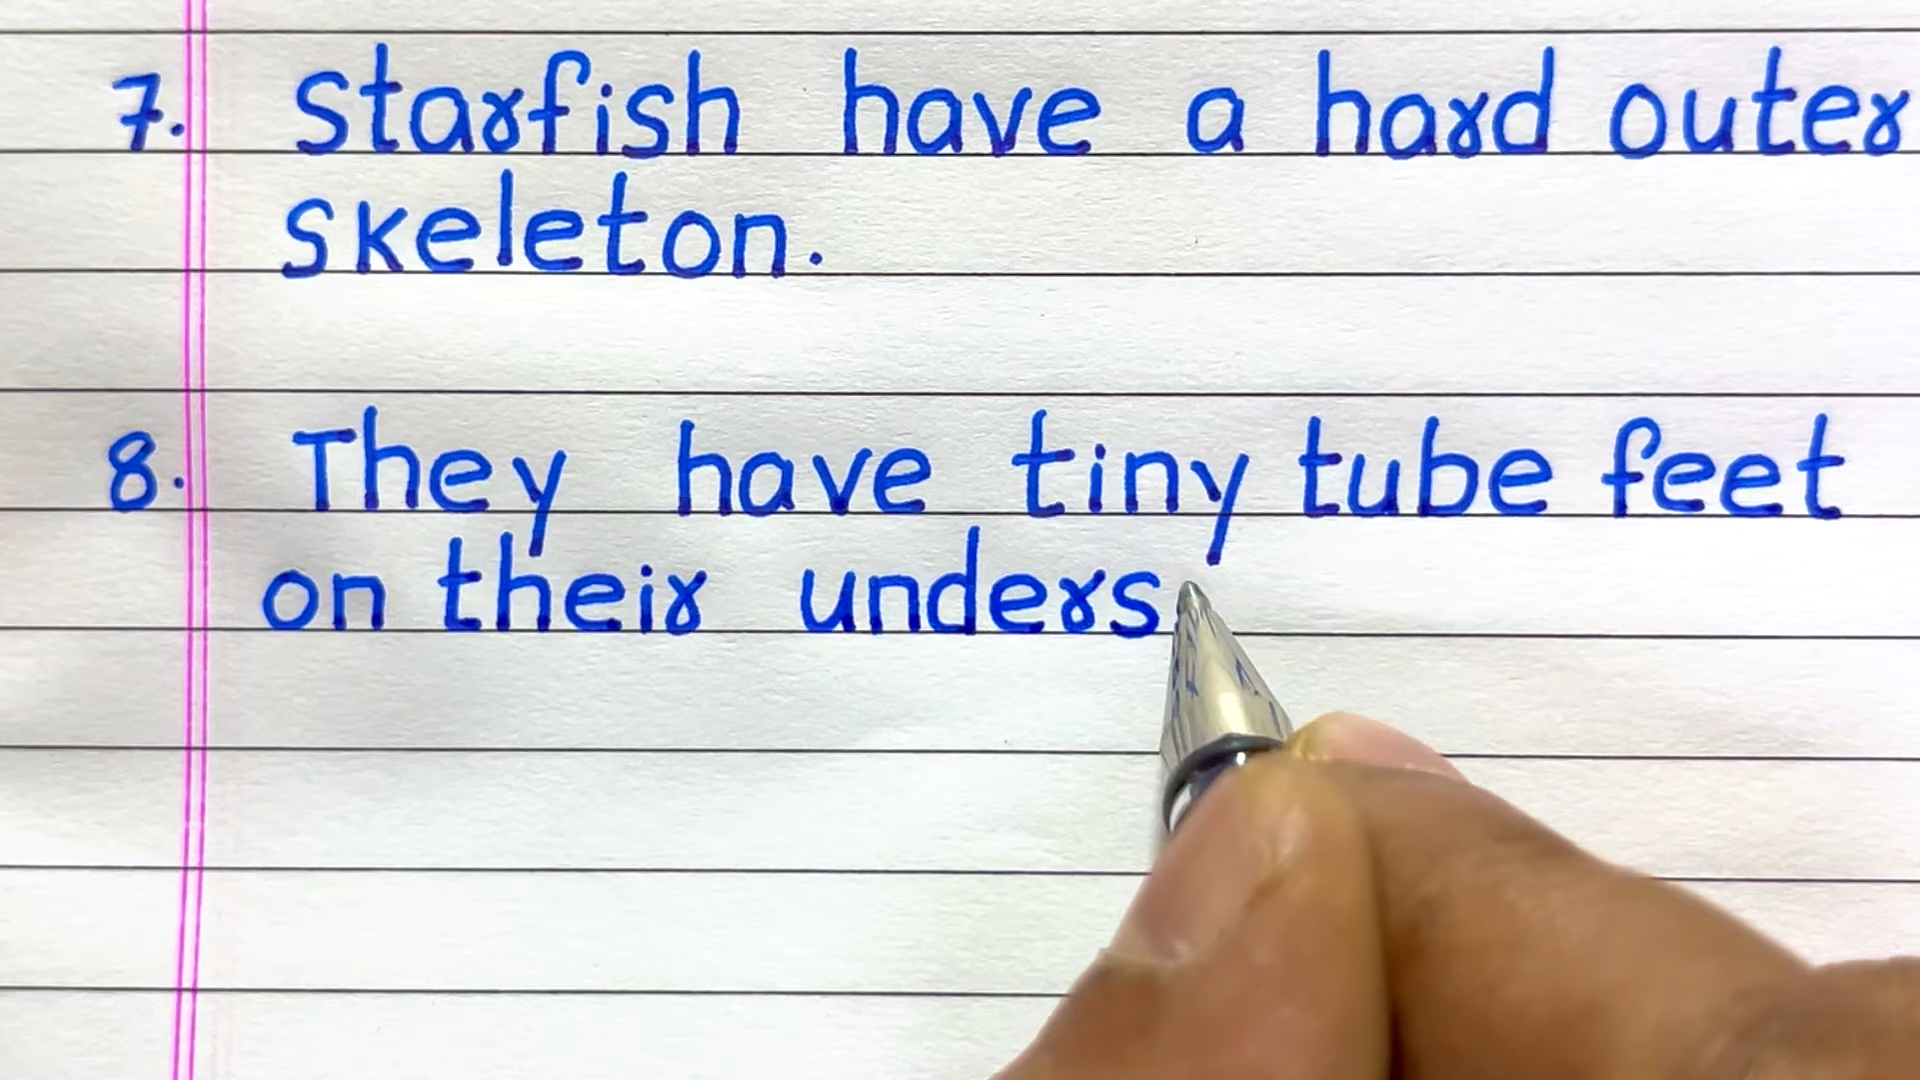 7. Starfish have a hard outer
skeleton.
8. They have tiny tube feet
on their unders